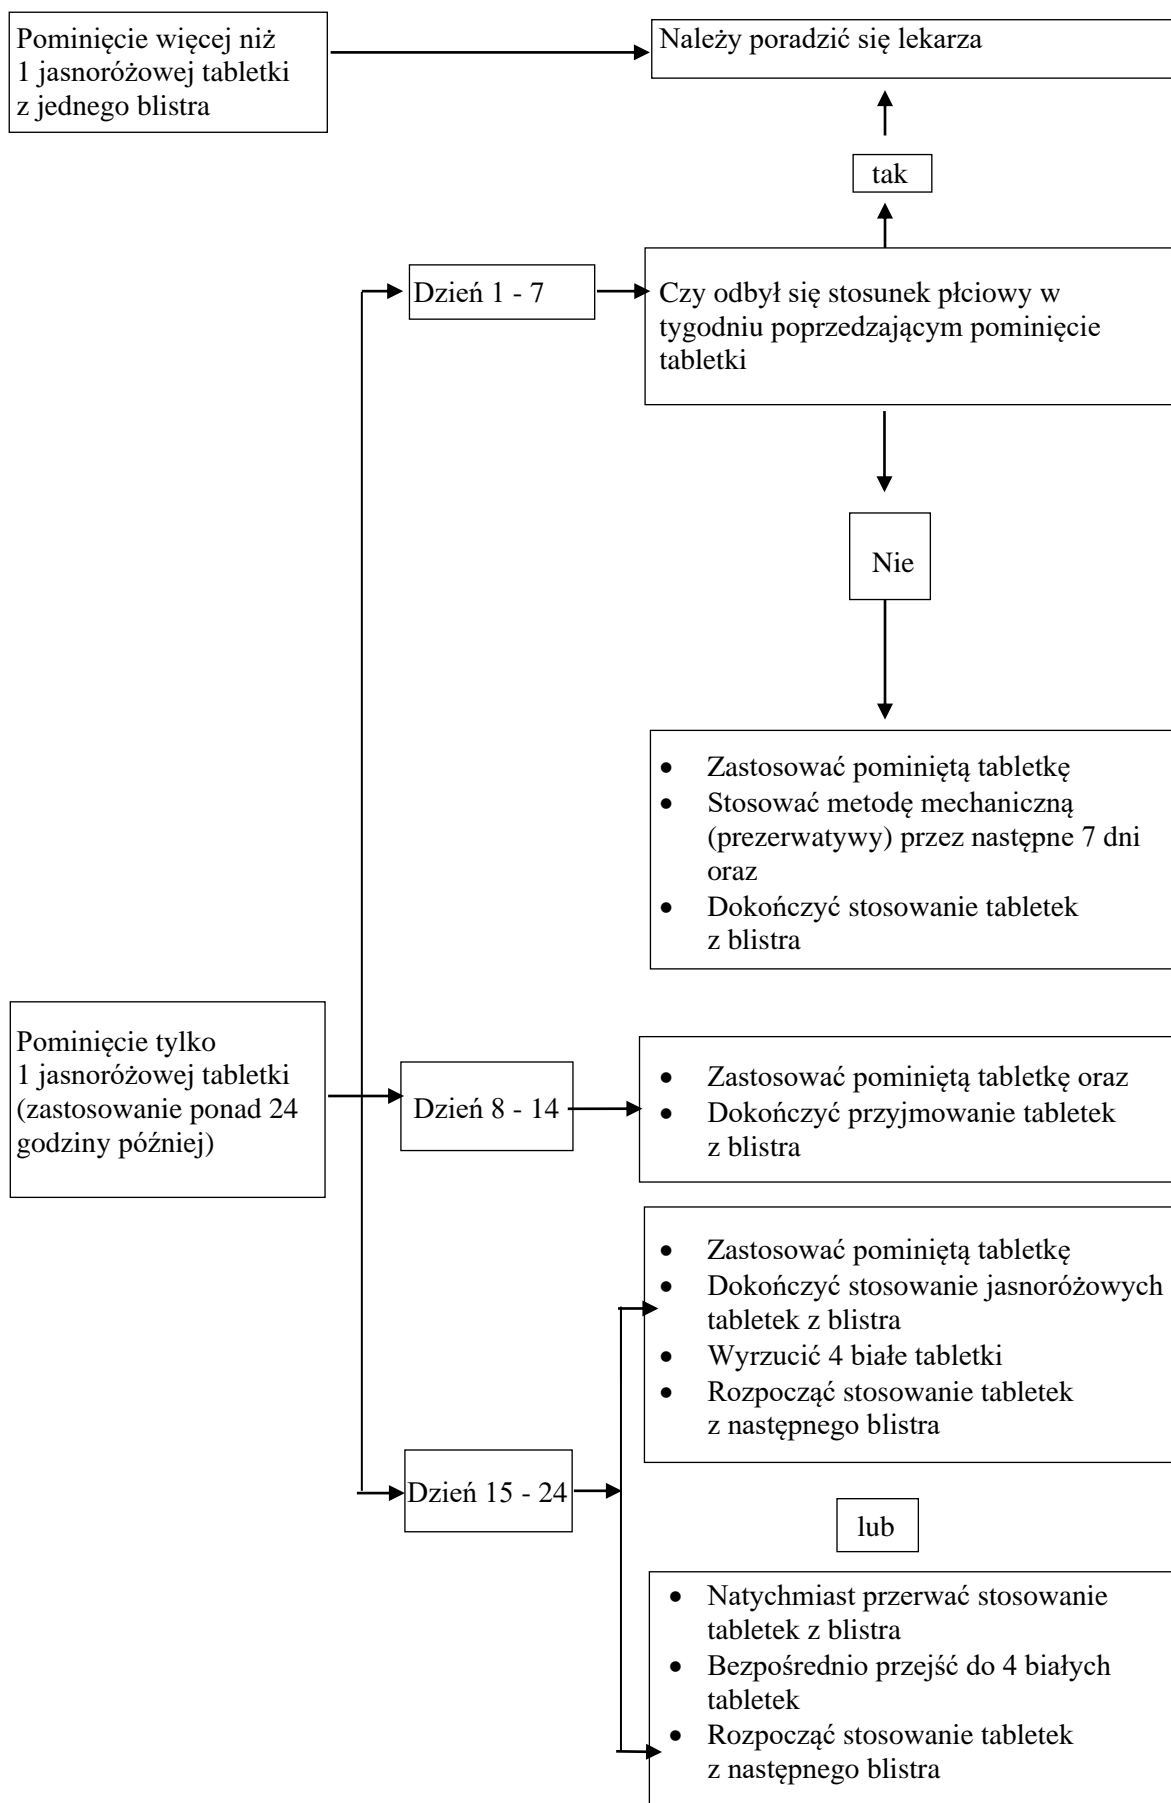 Pominięcie więcej niż
1 jasnoróżowej tabletki
z jednego blistra
Należy poradzić się lekarza
tak
Dzień 1 - 7
Czy odbył się stosunek płciowy w
tygodniu poprzedzającym pominięcie
tabletki
Nie
• Zastosować pominiętą tabletkę
• Stosować metodę mechaniczną
(prezerwatywy) przez następne 7 dni
oraz
• Dokończyć stosowanie tabletek
z blistra
Pominięcie tylko
1 jasnoróżowej tabletki
(zastosowanie ponad 24
godziny później)
Dzień 8 - 14
• Zastosować pominiętą tabletkę oraz
• Dokończyć przyjmowanie tabletek
z blistra
• Zastosować pominiętą tabletkę
• Dokończyć stosowanie jasnoróżowych
tabletek z blistra
• Wyrzucić 4 białe tabletki
• Rozpocząć stosowanie tabletek
z następnego blistra
Dzień 15 - 24
lub
• Natychmiast przerwać stosowanie
tabletek z blistra
• Bezpośrednio przejść do 4 białych
tabletek
• Rozpocząć stosowanie tabletek
z następnego blistra